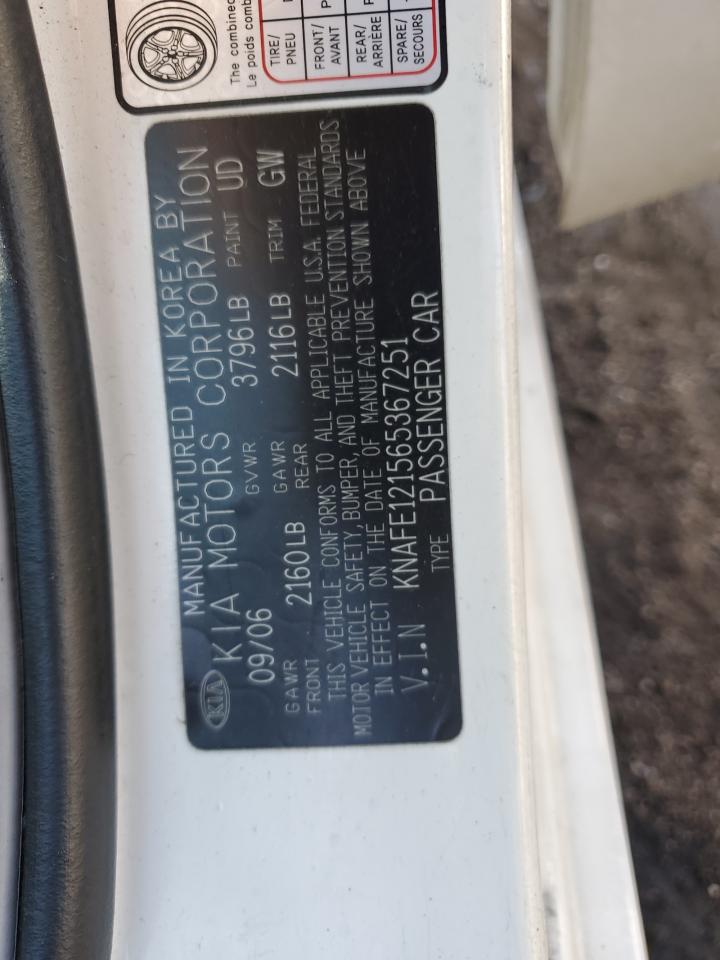 The combined
Le poids comb
TIRE/
PNEU
FRONT/
AVANT
REAR/
ARRIÈRE
SPARE/
SECOURS
MANUFACTURED IN KOREA BY
KIA KIA MOTORS CORPORATION
09/06 GVWR 3796LB PAINT UD
GAWR FRONT 2160LB GAWR REAR 2116LB TRIM GW
THIS VEHICLE CONFORMS TO ALL APPLICABLE U.S.A. FEDERAL
MOTOR VEHICLE SAFETY, BUMPER, AND THEFT PREVENTION STANDARDS
IN EFFECT ON THE DATE OF MANUFACTURE SHOWN ABOVE
V.I.N KNAFE121565367251
TYPE PASSENGER CAR